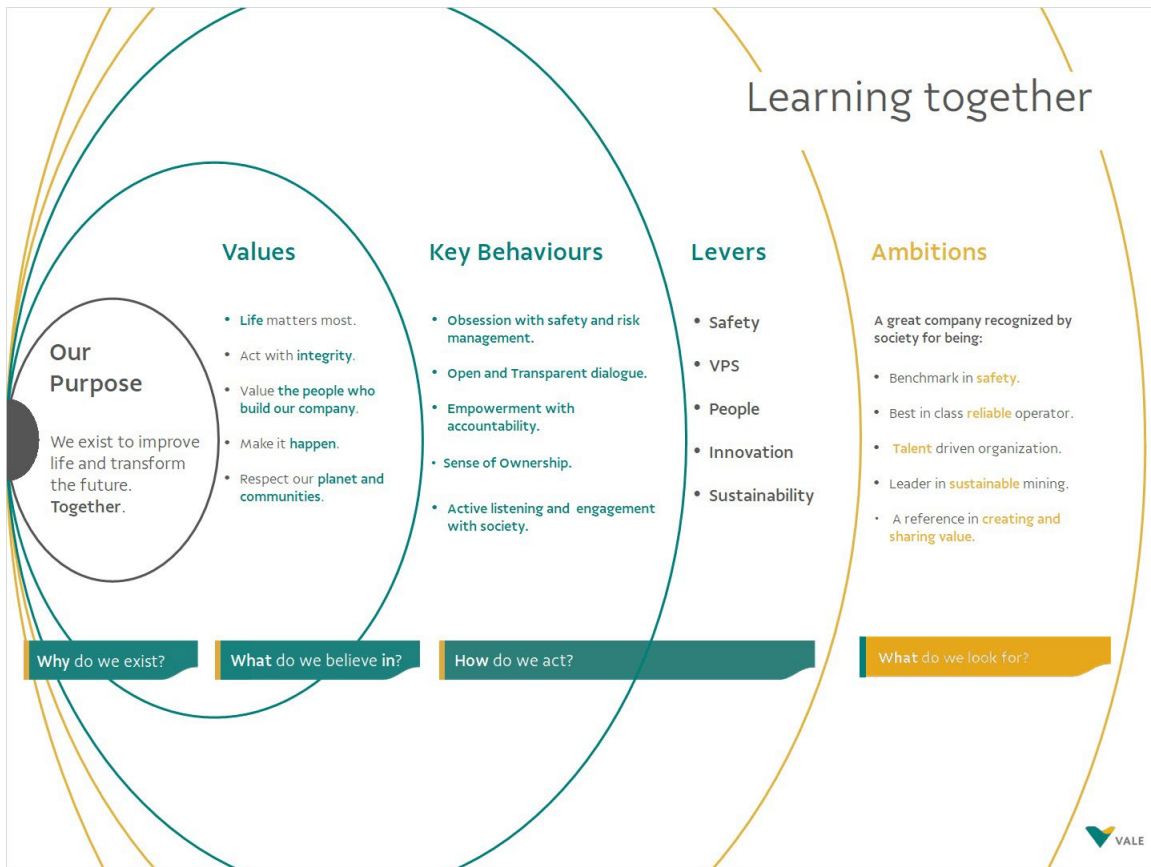 Learning together
Our
Purpose
We exist to improve
life and transform
the future.
Together.
Values
• Life matters most.
• Act with integrity.
• Value the people who
build our company.
• Make it happen.
• Respect our planet and
communities.
Key Behaviours
• Obsession with safety and risk
management.
• Open and Transparent dialogue.
• Empowerment with
accountability.
• Sense of Ownership.
• Active listening and engagement
with society.
Levers
• Safety
• VPS
• People
• Innovation
• Sustainability
Ambitions
A great company recognized by
society for being:
• Benchmark in safety.
• Best in class reliable operator.
• Talent driven organization.
• Leader in sustainable mining.
• A reference in creating and
sharing value.
Why do we exist?
What do we believe in?
How do we act?
What do we look for?
VALE